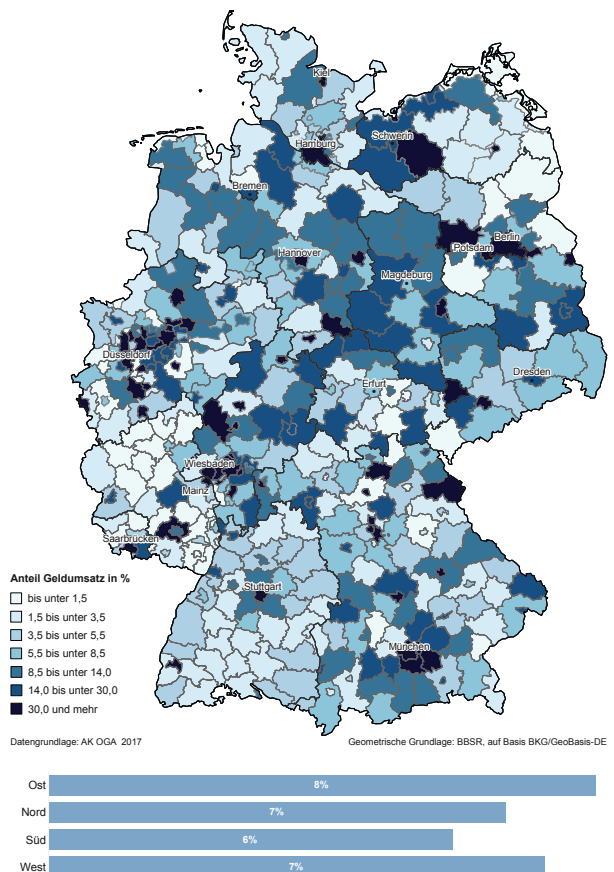 Kiel
Schwerin
Hamburg
Bremen
Berlin
Potsdam
Hannover
Magdeburg
Düsseldorf
Erfurt
Dresden
Wiesbaden
Mainz
Saarbrücken
Stuttgart
München
Anteil Geldumsatz in %
bis unter 1,5
1,5 bis unter 3,5
3,5 bis unter 5,5
5,5 bis unter 8,5
8,5 bis unter 14,0
14,0 bis unter 30,0
30,0 und mehr
Datengrundlage: AK OGA 2017 Geometrische Grundlage: BBSR, auf Basis BKG/GeoBasis-DE
Ost 8%
Nord 7%
Süd 6%
West 7%